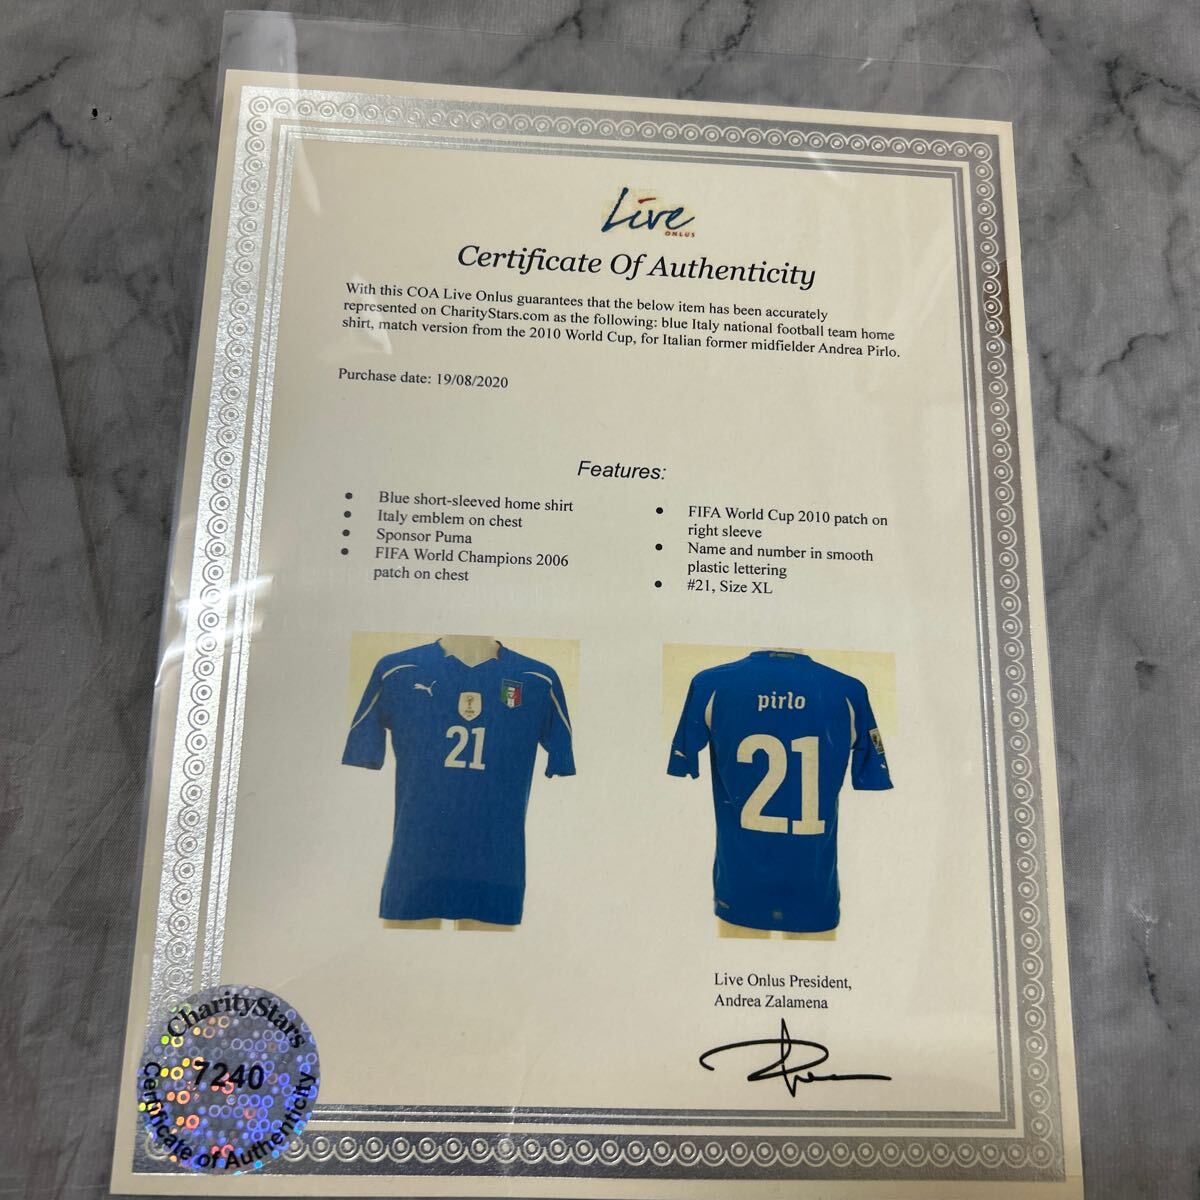 Live
ONLUS
Certificate Of Authenticity
With this COA Live Onlus guarantees that the below item has been accurately
represented on CharityStars.com as the following: blue Italy national football team home
shirt, match version from the 2010 World Cup, for Italian former midfielder Andrea Pirlo.
Purchase date: 19/08/2020
Features:
• Blue short-sleeved home shirt
• Italy emblem on chest
• Sponsor Puma
• FIFA World Champions 2006
patch on chest
• FIFA World Cup 2010 patch on
right sleeve
• Name and number in smooth
plastic lettering
• #21, Size XL
21
pirlo
21
Live Onlus President,
Andrea Zalamena
CharityStars
7240
Certificate of Authenticity